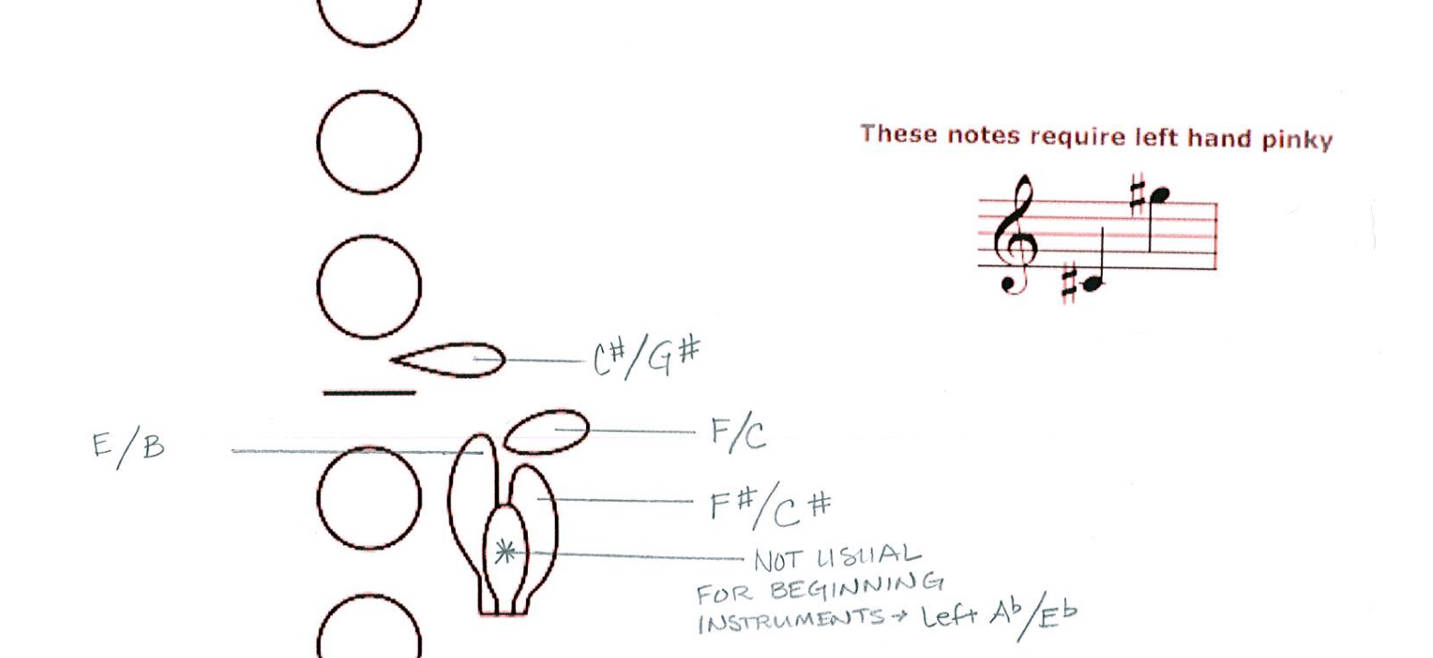 These notes require left hand pinky
C#/G#
E/B
F/C
F#/C#
* NOT USUAL
FOR BEGINNING
INSTRUMENTS → Left Ab/Eb